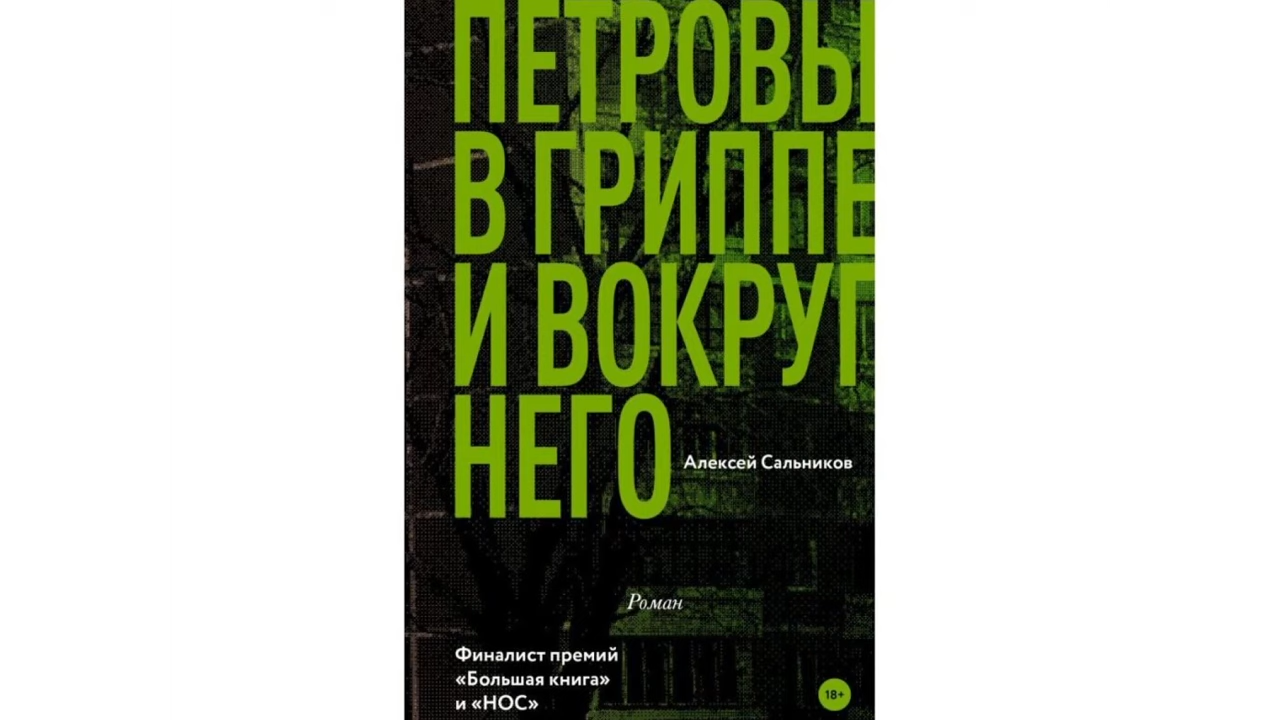 ПЕТРОВЫ
В ГРИППЕ
И ВОКРУГ
НЕГО
Алексей Сальников
Роман
Финалист премий
«Большая книга»
и «НОС»
18+